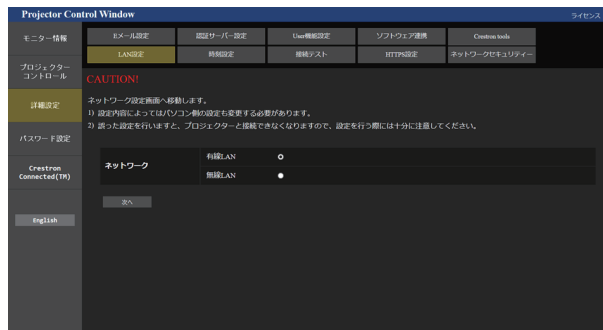 Projector Control Window
ライセンス
モニター情報
プロジェクター
コントロール
詳細設定
パスワード設定
Crestron
Connected(TM)
English
Eメール設定
認証サーバー設定
User機能設定
ソフトウェア連携
Crestron tools
LAN設定
時刻設定
接続テスト
HTTPS設定
ネットワークセキュリティー
CAUTION!
ネットワーク設定画面へ移動します。
1) 設定内容によってはパソコン側の設定も変更する必要があります。
2) 誤った設定を行いますと、プロジェクターと接続できなくなりますので、設定を行う際には十分に注意してください。
ネットワーク
有線LAN
無線LAN
次へ